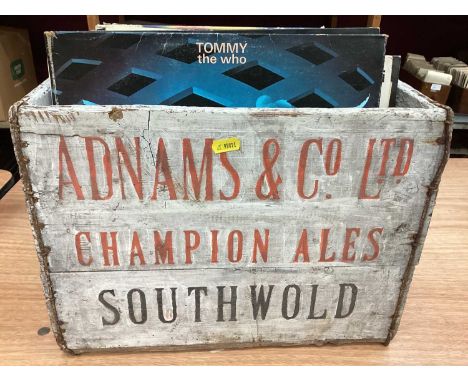 TOMMY
the WHO
ADNAMS & Cº. LTD
CHAMPION ALES
SOUTHWOLD